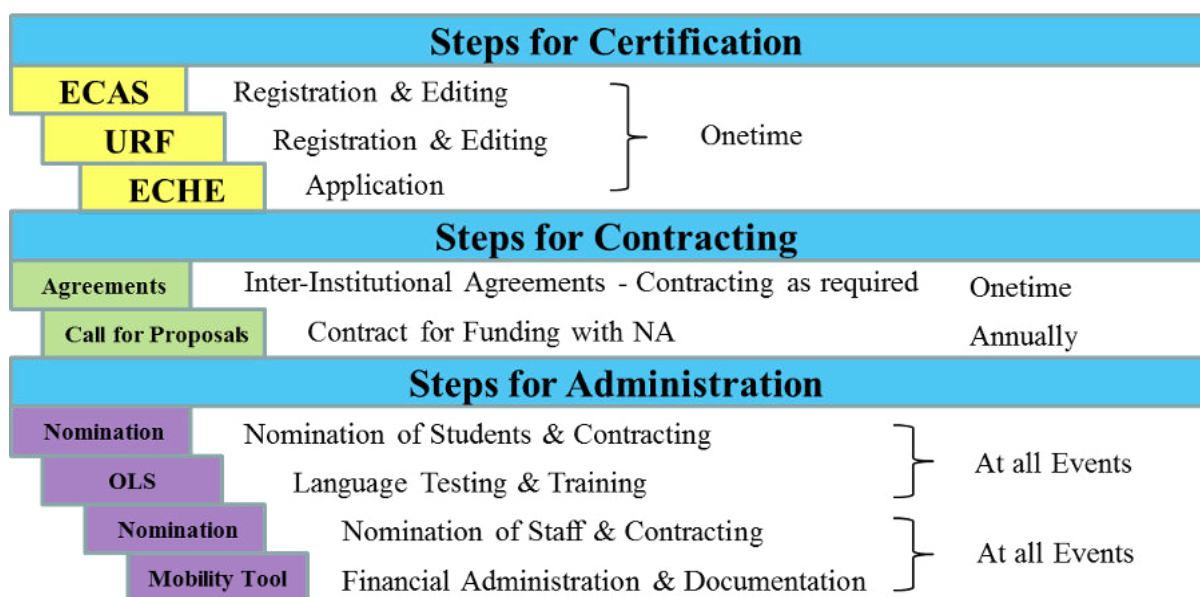 Steps for Certification
ECAS Registration & Editing
URF Registration & Editing Onetime
ECHE Application
Steps for Contracting
Agreements Inter-Institutional Agreements - Contracting as required Onetime
Call for Proposals Contract for Funding with NA Annually
Steps for Administration
Nomination Nomination of Students & Contracting
OLS Language Testing & Training At all Events
Nomination Nomination of Staff & Contracting
Mobility Tool Financial Administration & Documentation At all Events